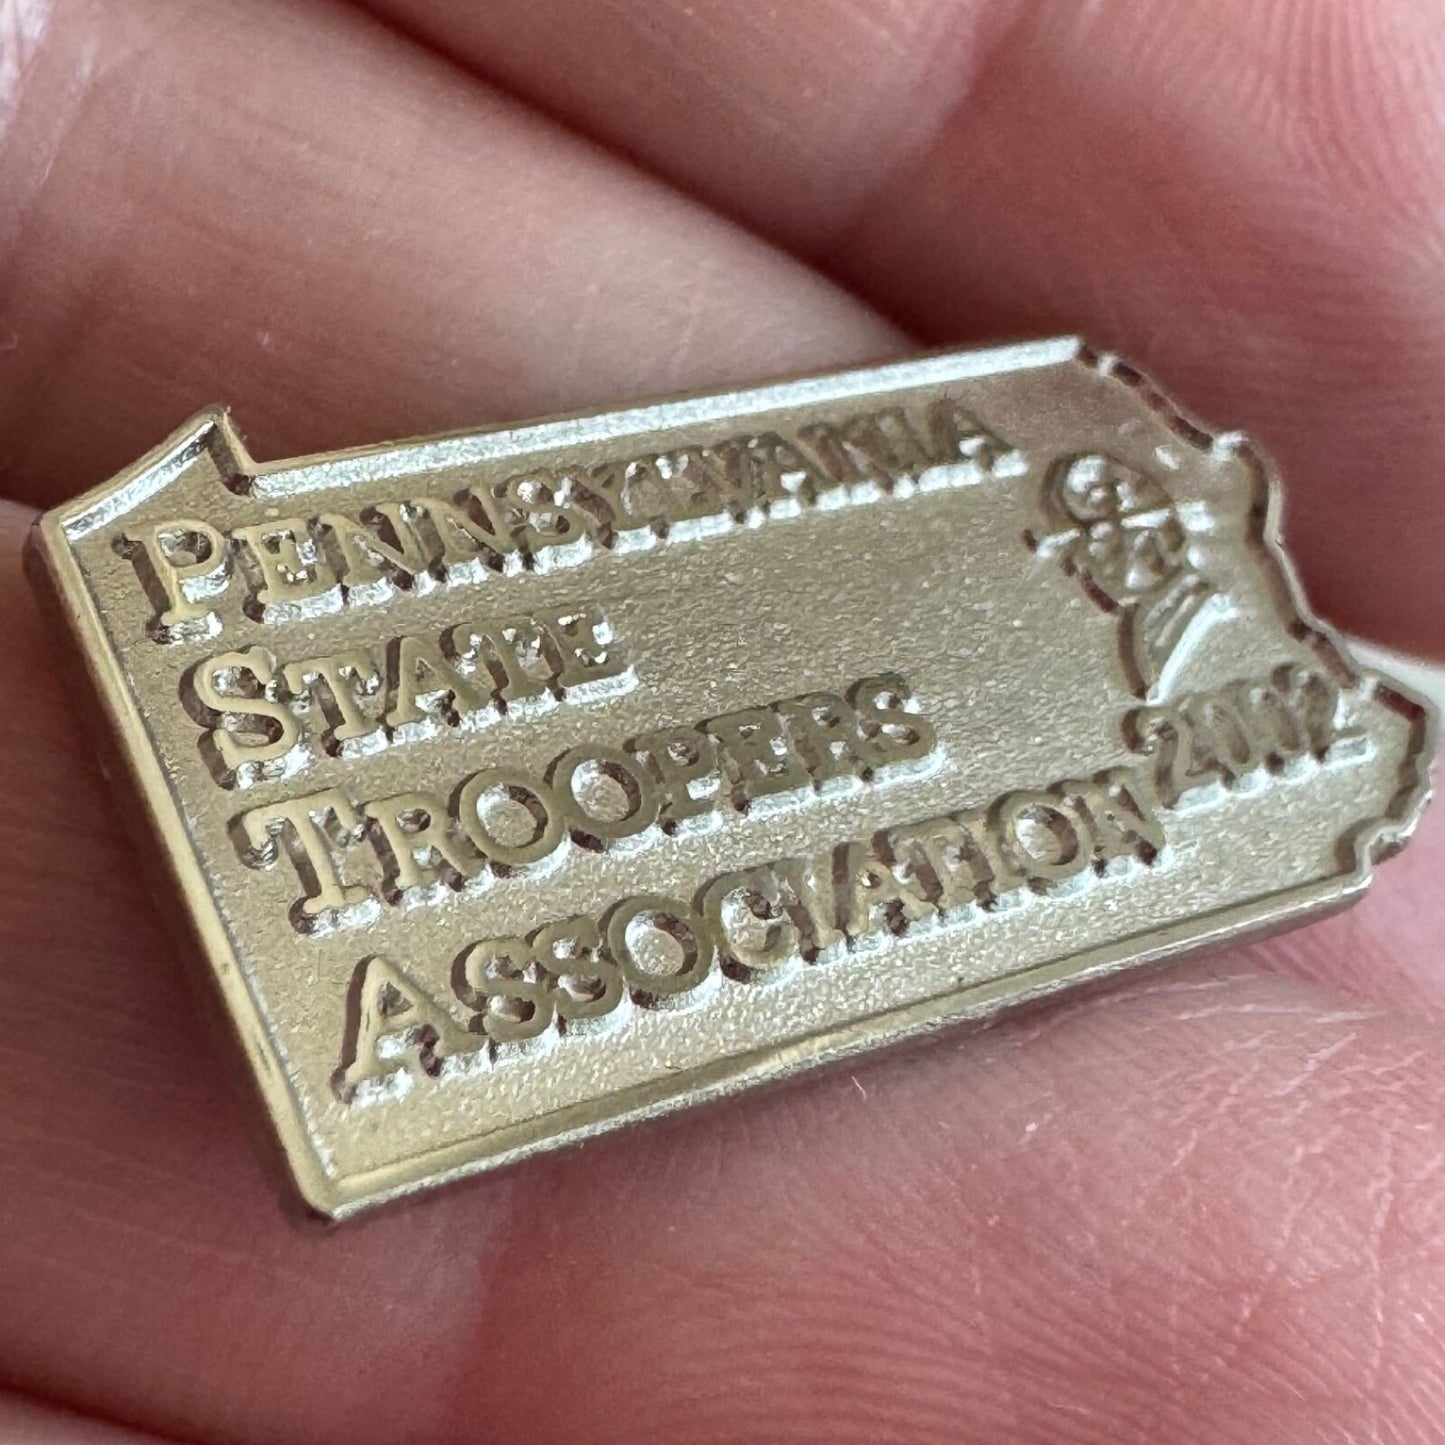 PENNSYLVANIA
STATE
TROOPERS
ASSOCIATION 2002